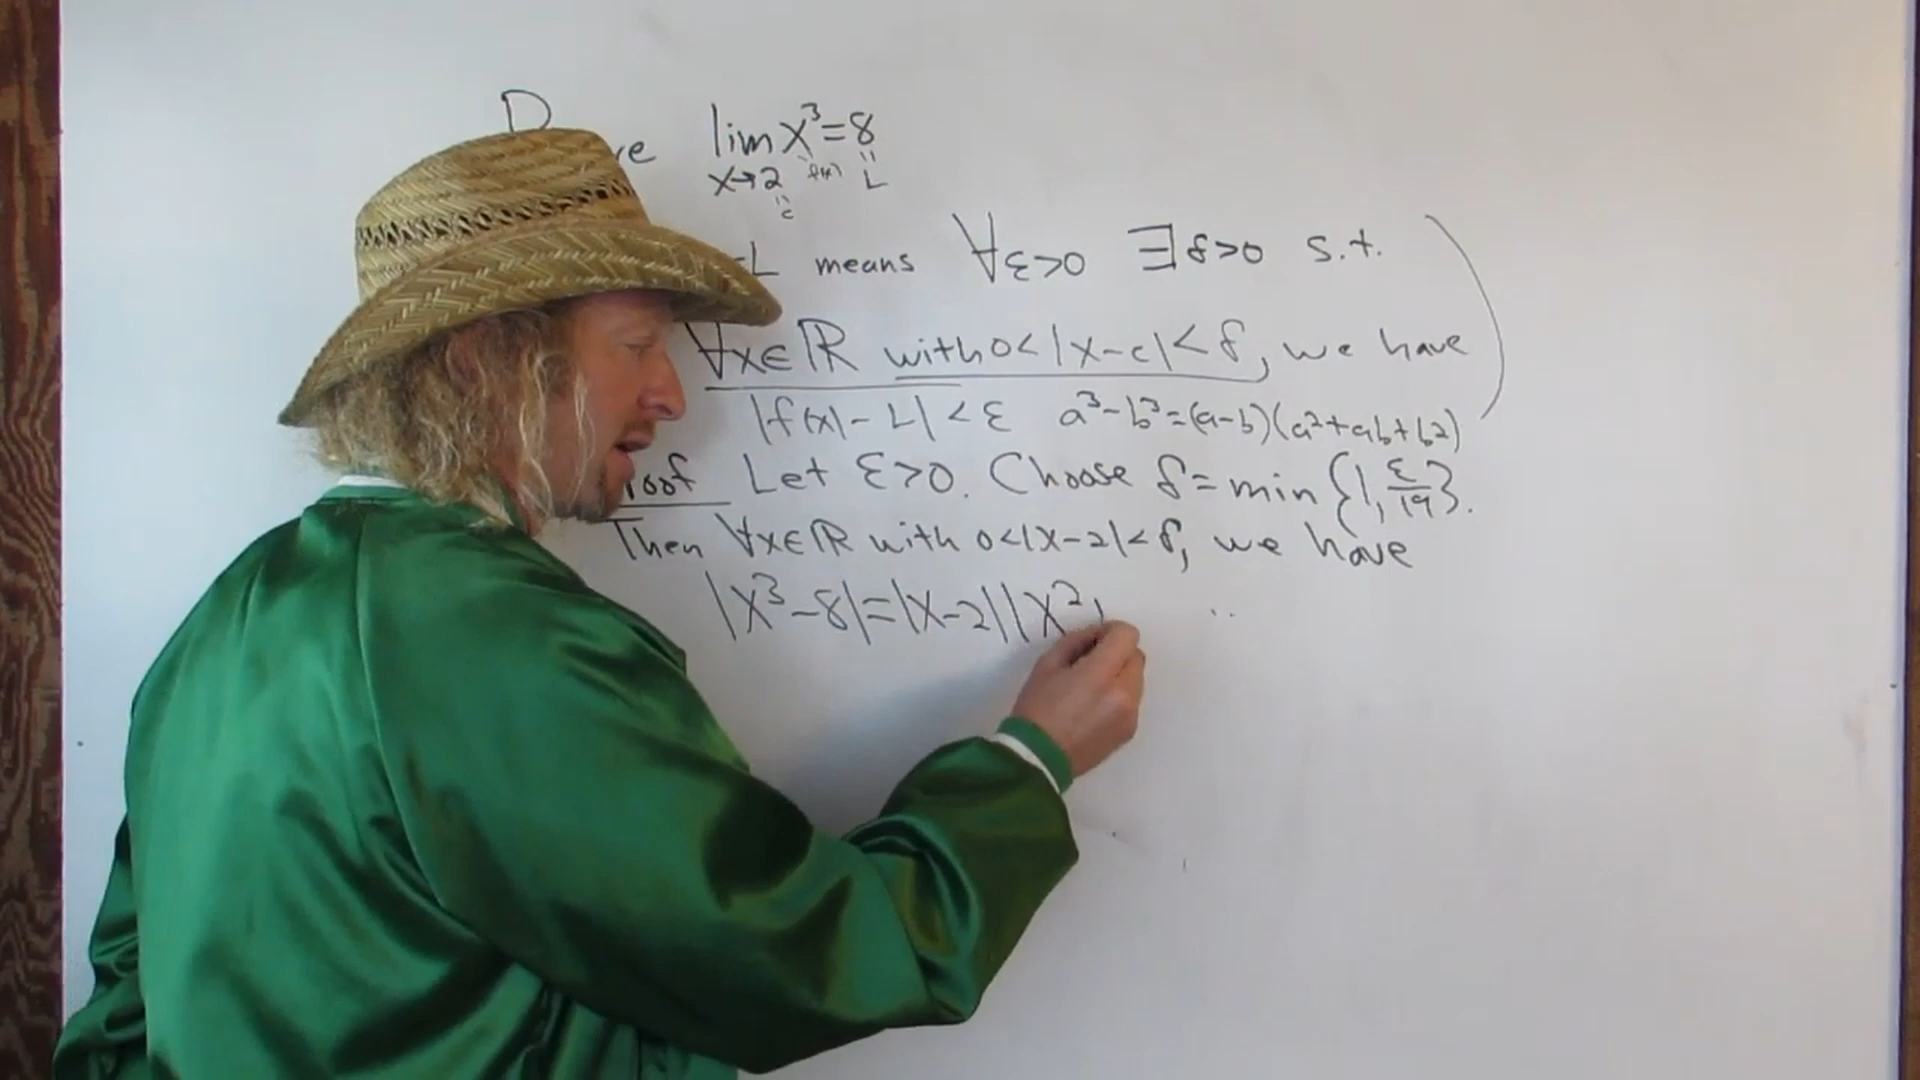 lim x³ = 8
x→2 f(x) L
c
L means ∀ε>0 ∃δ>0 s.t.
∀x∈ℝ with 0<|x-c|<δ, we have
|f(x)-L|<ε a³-b³=(a-b)(a²+ab+b²)
oof Let ε>0. Choose δ=min{1, ε/19}.
Then ∀x∈ℝ with 0<|x-2|<δ, we have
|x³-8|=|x-2||x²